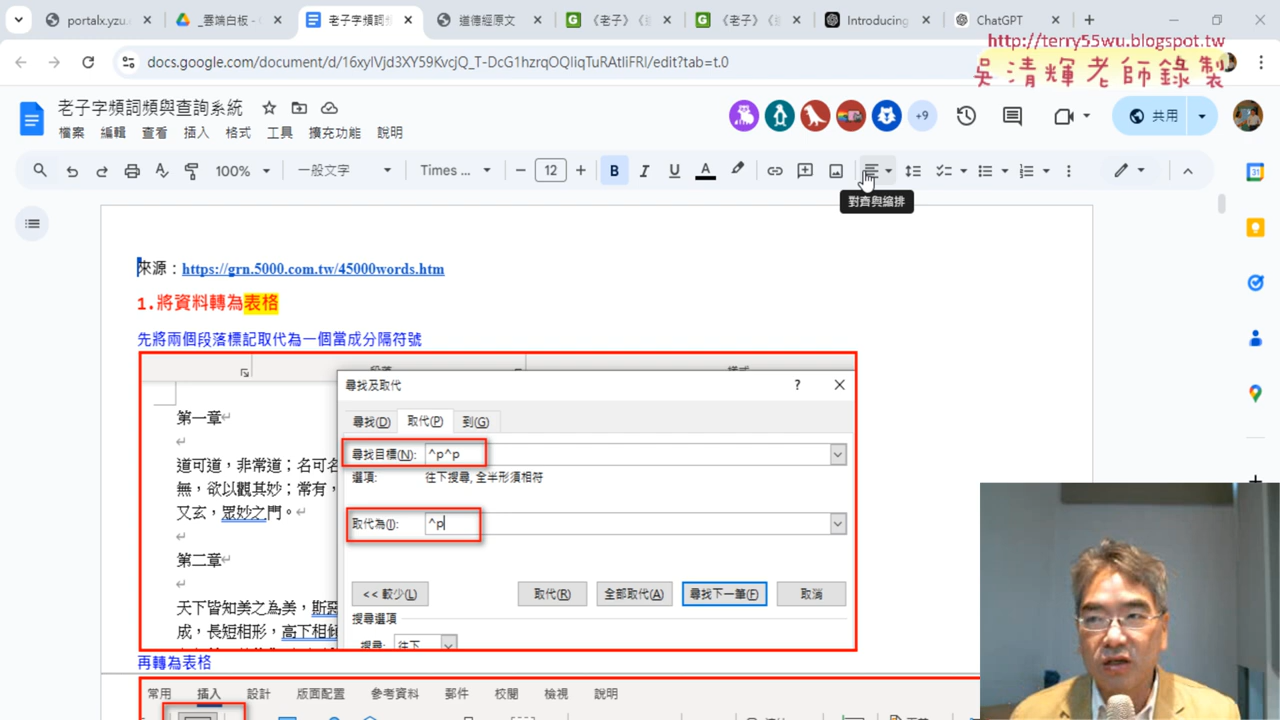 portalx.yzu.
_雲端白板 -
老子字頻詞頻
道德經原文
《老子》
《老子》
Introducing
ChatGPT
http://terry55wu.blogspot.tw
docs.google.com/document/d/16xylVjd3XY59KvcjQ_T-DcG1hzrqOQIiqTuRAtIiFRI/edit?tab=t.0
吳清輝老師錄製
老子字頻詞頻與查詢系統
檔案 編輯 查看 插入 格式 工具 擴充功能 說明
+9
共用
100%
一般文字
Times ...
12
B I U A
對齊與縮排
來源：https://grn.5000.com.tw/45000words.htm
1.將資料轉為表格
先將兩個段落標記取代為一個當成分隔符號
尋找及取代
? ×
尋找(D) 取代(P) 到(G)
第一章
尋找目標(N): ^p^p
道可道，非常道；名可名
選項: 往下搜尋, 全半形須相符
無，欲以觀其妙；常有，
又玄，眾妙之門。
取代為(I): ^p
第二章
<< 較少(L) 取代(R) 全部取代(A) 尋找下一筆(F) 取消
天下皆知美之為美，斯惡
搜尋選項
成，長短相形，高下相傾
搜尋: 往下
再轉為表格
常用 插入 設計 版面配置 參考資料 郵件 校閱 檢視 說明